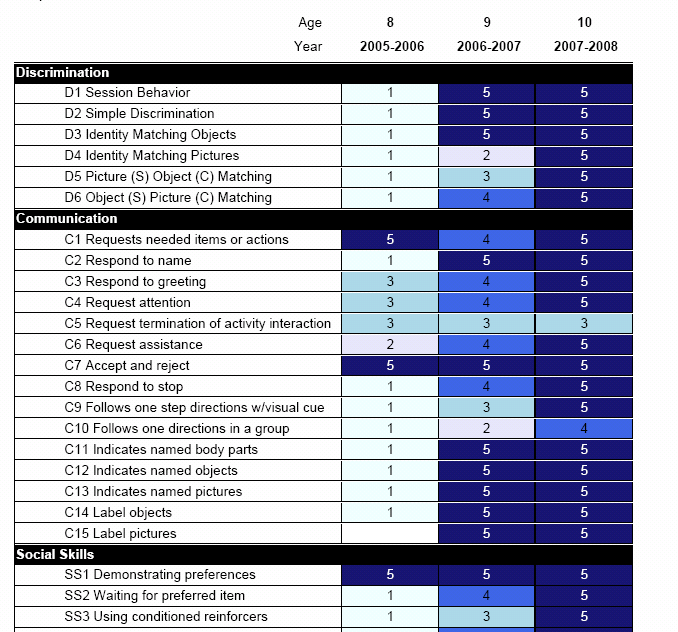 Age 8 9 10
Year 2005-2006 2006-2007 2007-2008
Discrimination
D1 Session Behavior 1 5 5
D2 Simple Discrimination 1 5 5
D3 Identity Matching Objects 1 5 5
D4 Identity Matching Pictures 1 2 5
D5 Picture (S) Object (C) Matching 1 3 5
D6 Object (S) Picture (C) Matching 1 4 5
Communication
C1 Requests needed items or actions 5 4 5
C2 Respond to name 1 5 5
C3 Respond to greeting 3 4 5
C4 Request attention 3 4 5
C5 Request termination of activity interaction 3 3 3
C6 Request assistance 2 4 5
C7 Accept and reject 5 5 5
C8 Respond to stop 1 4 5
C9 Follows one step directions w/visual cue 1 3 5
C10 Follows one directions in a group 1 2 4
C11 Indicates named body parts 1 5 5
C12 Indicates named objects 1 5 5
C13 Indicates named pictures 1 5 5
C14 Label objects 1 5 5
C15 Label pictures 5 5
Social Skills
SS1 Demonstrating preferences 5 5 5
SS2 Waiting for preferred item 1 4 5
SS3 Using conditioned reinforcers 1 3 5